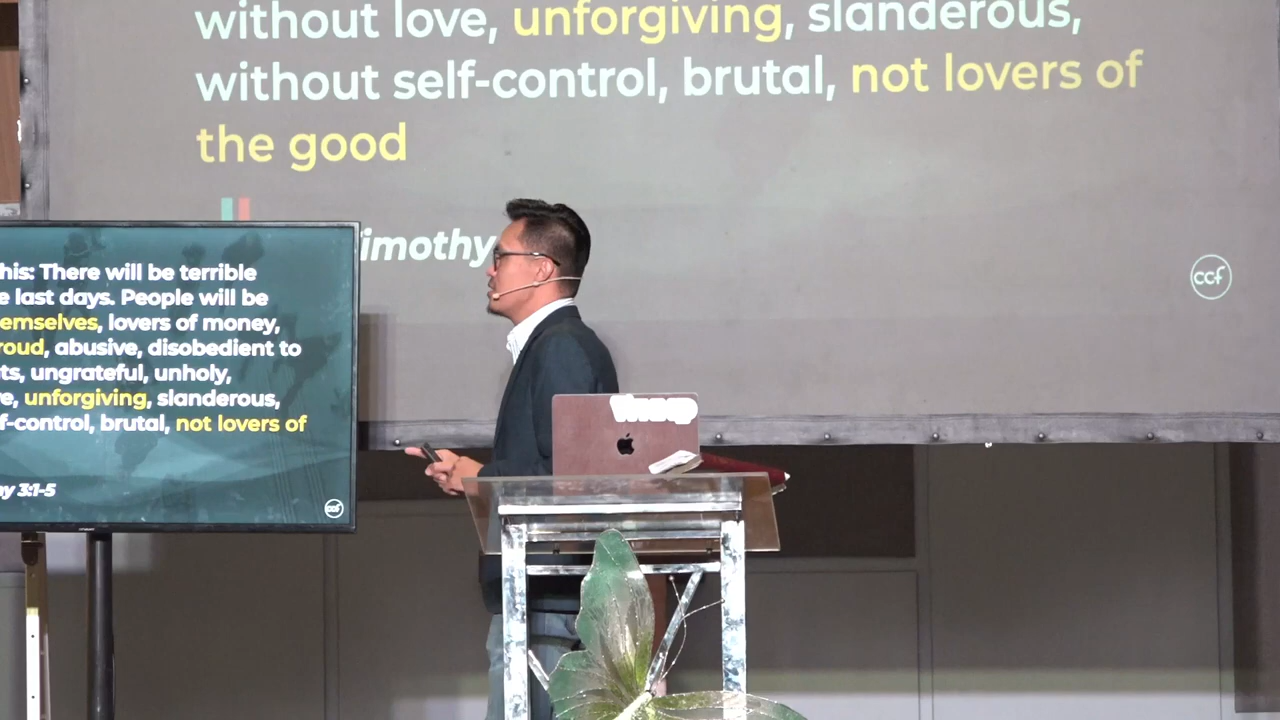 without love, unforgiving, slanderous,
without self-control, brutal, not lovers of
the good
imothy
ccf
his: There will be terrible
e last days. People will be
emselves, lovers of money,
roud, abusive, disobedient to
ts, ungrateful, unholy,
e, unforgiving, slanderous,
f-control, brutal, not lovers of
y 3:1-5
ccf